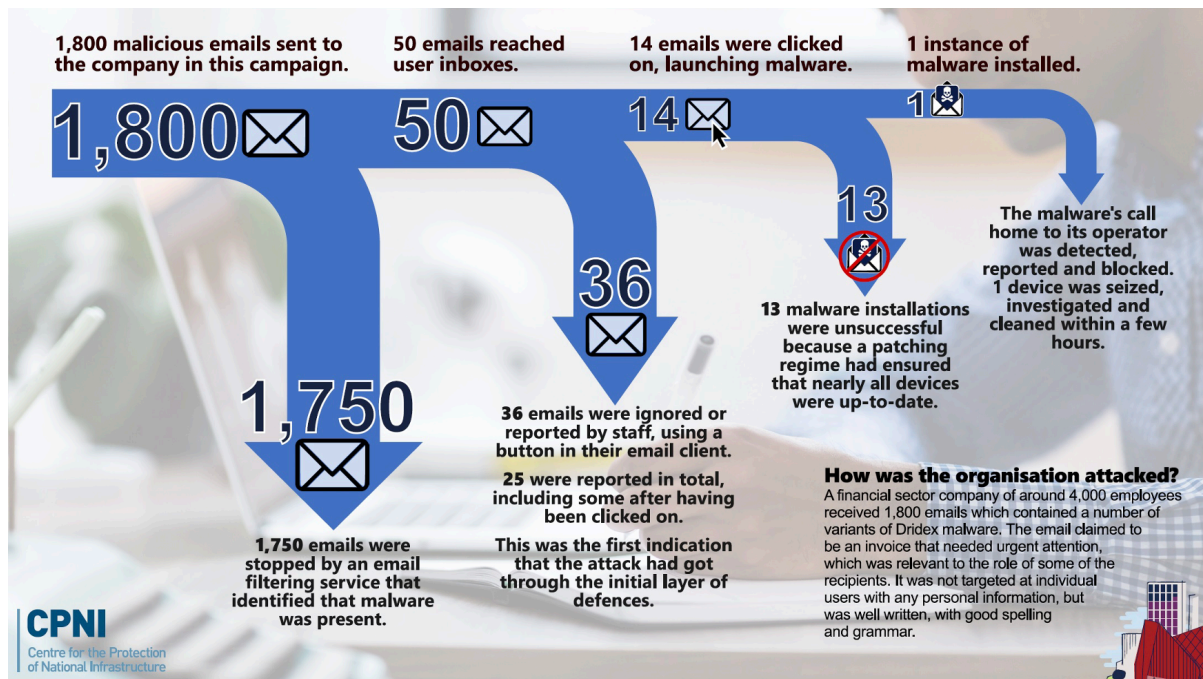 1,800 malicious emails sent to
the company in this campaign.
1,800
50 emails reached
user inboxes.
50
14 emails were clicked
on, launching malware.
14
1 instance of
malware installed.
1
1,750
1,750 emails were
stopped by an email
filtering service that
identified that malware
was present.
36
36 emails were ignored or
reported by staff, using a
button in their email client.
25 were reported in total,
including some after having
been clicked on.
This was the first indication
that the attack had got
through the initial layer of
defences.
13
13 malware installations
were unsuccessful
because a patching
regime had ensured
that nearly all devices
were up-to-date.
The malware's call
home to its operator
was detected,
reported and blocked.
1 device was seized,
investigated and
cleaned within a few
hours.
How was the organisation attacked?
A financial sector company of around 4,000 employees
received 1,800 emails which contained a number of
variants of Dridex malware. The email claimed to
be an invoice that needed urgent attention,
which was relevant to the role of some of the
recipients. It was not targeted at individual
users with any personal information, but
was well written, with good spelling
and grammar.
CPNI
Centre for the Protection
of National Infrastructure